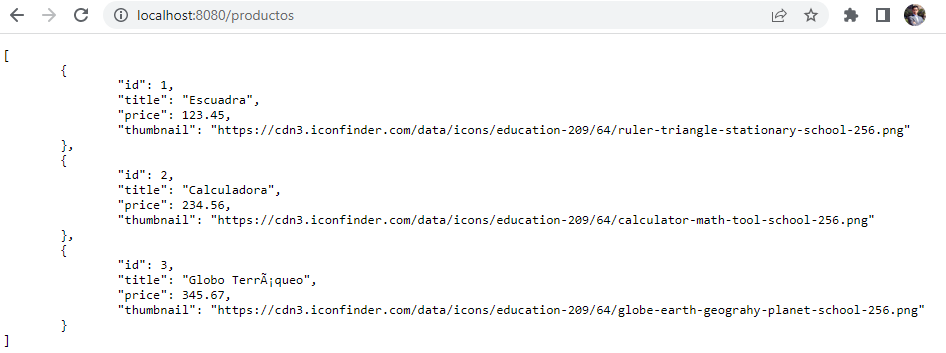 localhost:8080/productos
[
{
"id": 1,
"title": "Escuadra",
"price": 123.45,
"thumbnail": "https://cdn3.iconfinder.com/data/icons/education-209/64/ruler-triangle-stationary-school-256.png"
},
{
"id": 2,
"title": "Calculadora",
"price": 234.56,
"thumbnail": "https://cdn3.iconfinder.com/data/icons/education-209/64/calculator-math-tool-school-256.png"
},
{
"id": 3,
"title": "Globo TerrÃ¡queo",
"price": 345.67,
"thumbnail": "https://cdn3.iconfinder.com/data/icons/education-209/64/globe-earth-geograhy-planet-school-256.png"
}
]